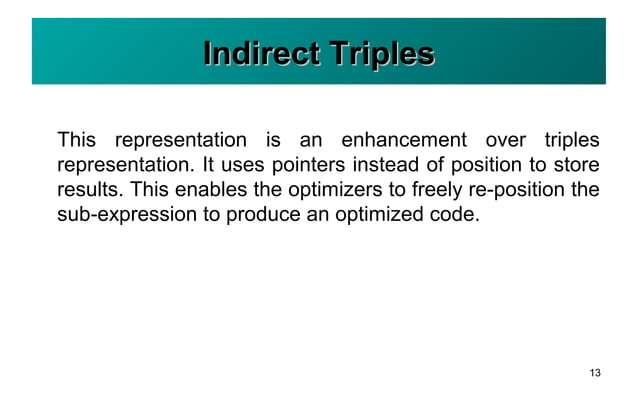 Indirect Triples
This representation is an enhancement over triples
representation. It uses pointers instead of position to store
results. This enables the optimizers to freely re-position the
sub-expression to produce an optimized code.
13